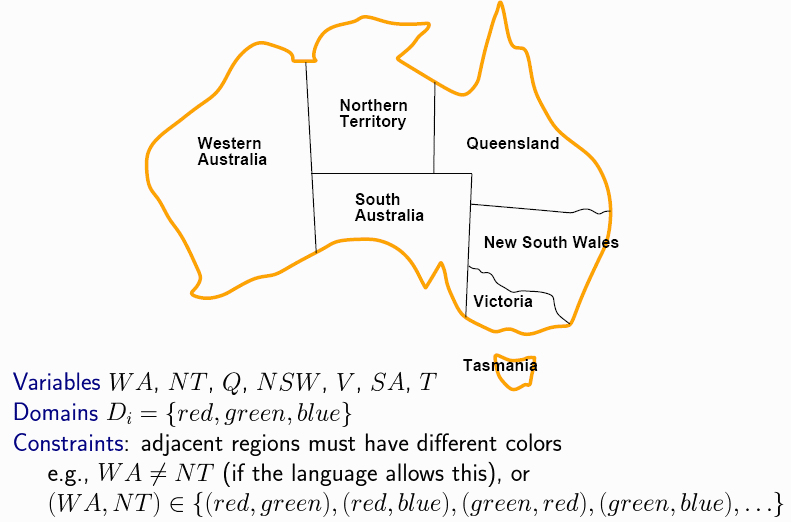 Northern
Territory
Western
Australia
Queensland
South
Australia
New South Wales
Victoria
Tasmania
Variables WA, NT, Q, NSW, V, SA, T
Domains Dᵢ = {red, green, blue}
Constraints: adjacent regions must have different colors
e.g., WA ≠ NT (if the language allows this), or
(WA, NT) ∈ {(red, green), (red, blue), (green, red), (green, blue), ...}